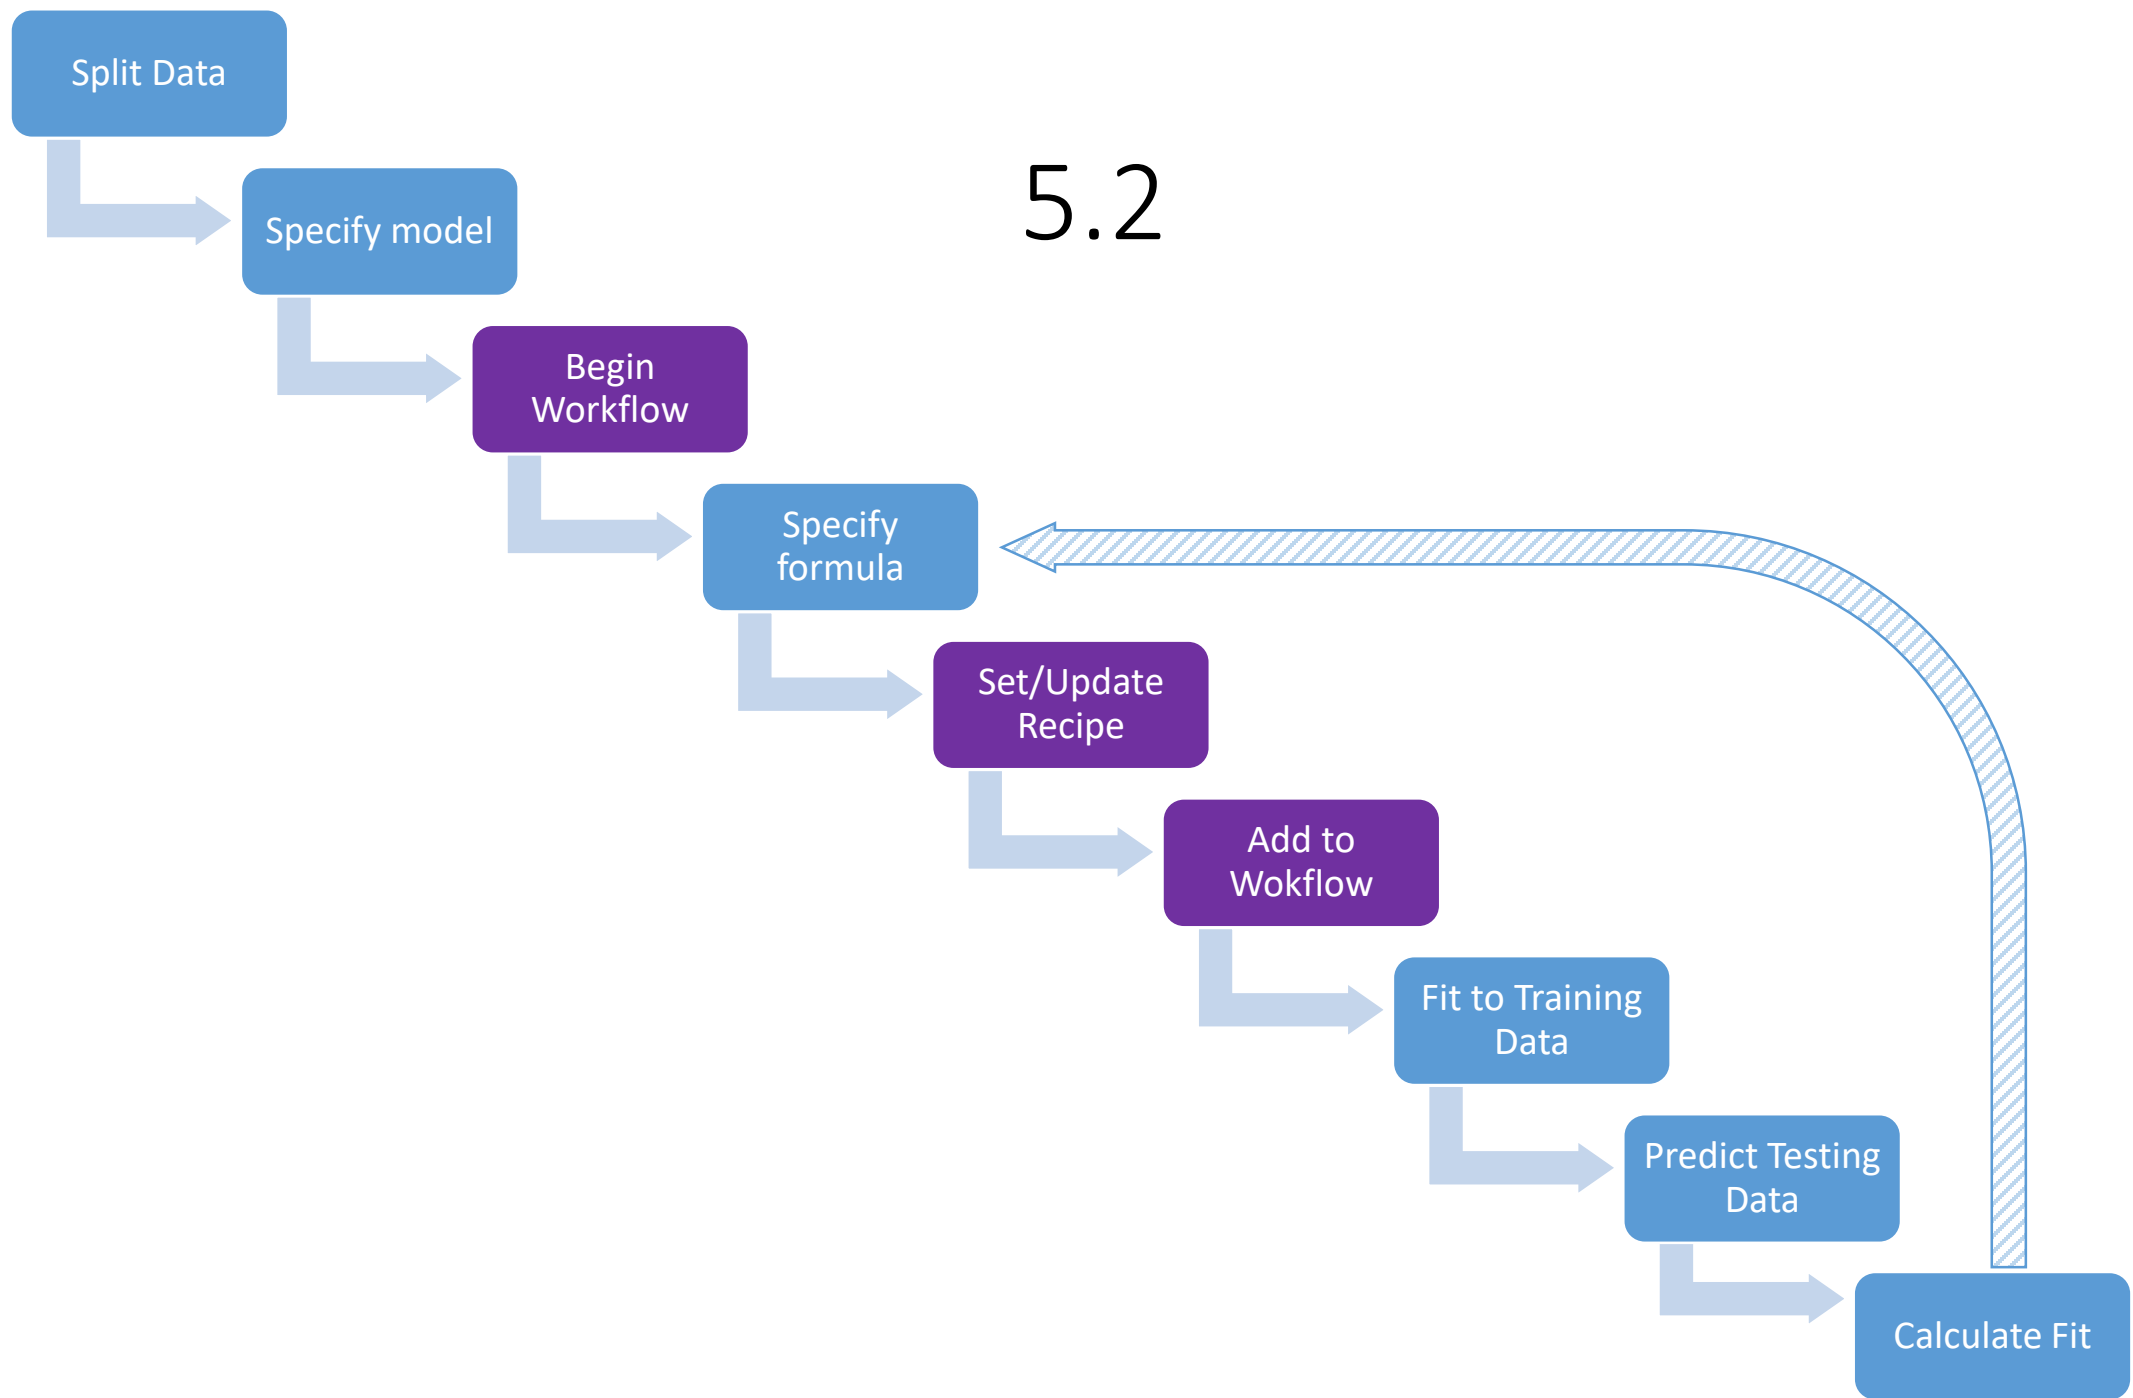 Split Data
5.2
Specify model
Begin
Workflow
Specify
formula
Set/Update
Recipe
Add to
Wokflow
Fit to Training
Data
Predict Testing
Data
Calculate Fit